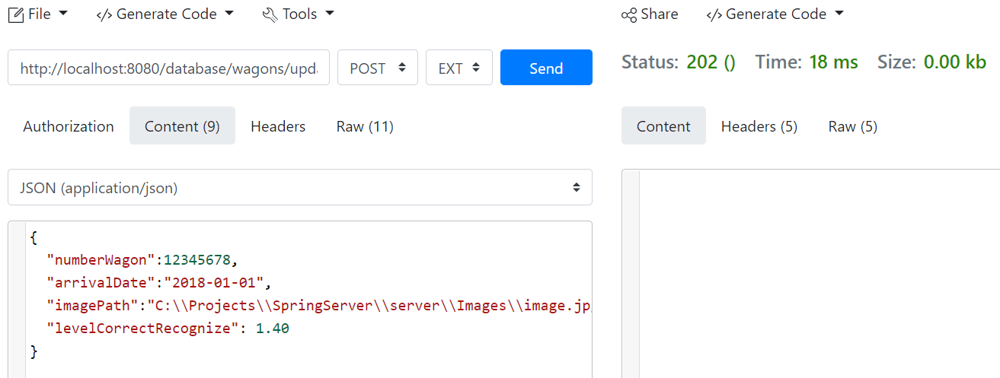 File Generate Code Tools Share Generate Code
http://localhost:8080/database/wagons/upda POST EXT Send Status: 202 () Time: 18 ms Size: 0.00 kb
Authorization Content (9) Headers Raw (11) Content Headers (5) Raw (5)
JSON (application/json)
{
"numberWagon":12345678,
"arrivalDate":"2018-01-01",
"imagePath":"C:\\Projects\\SpringServer\\server\\Images\\image.jpg
"levelCorrectRecognize": 1.40
}